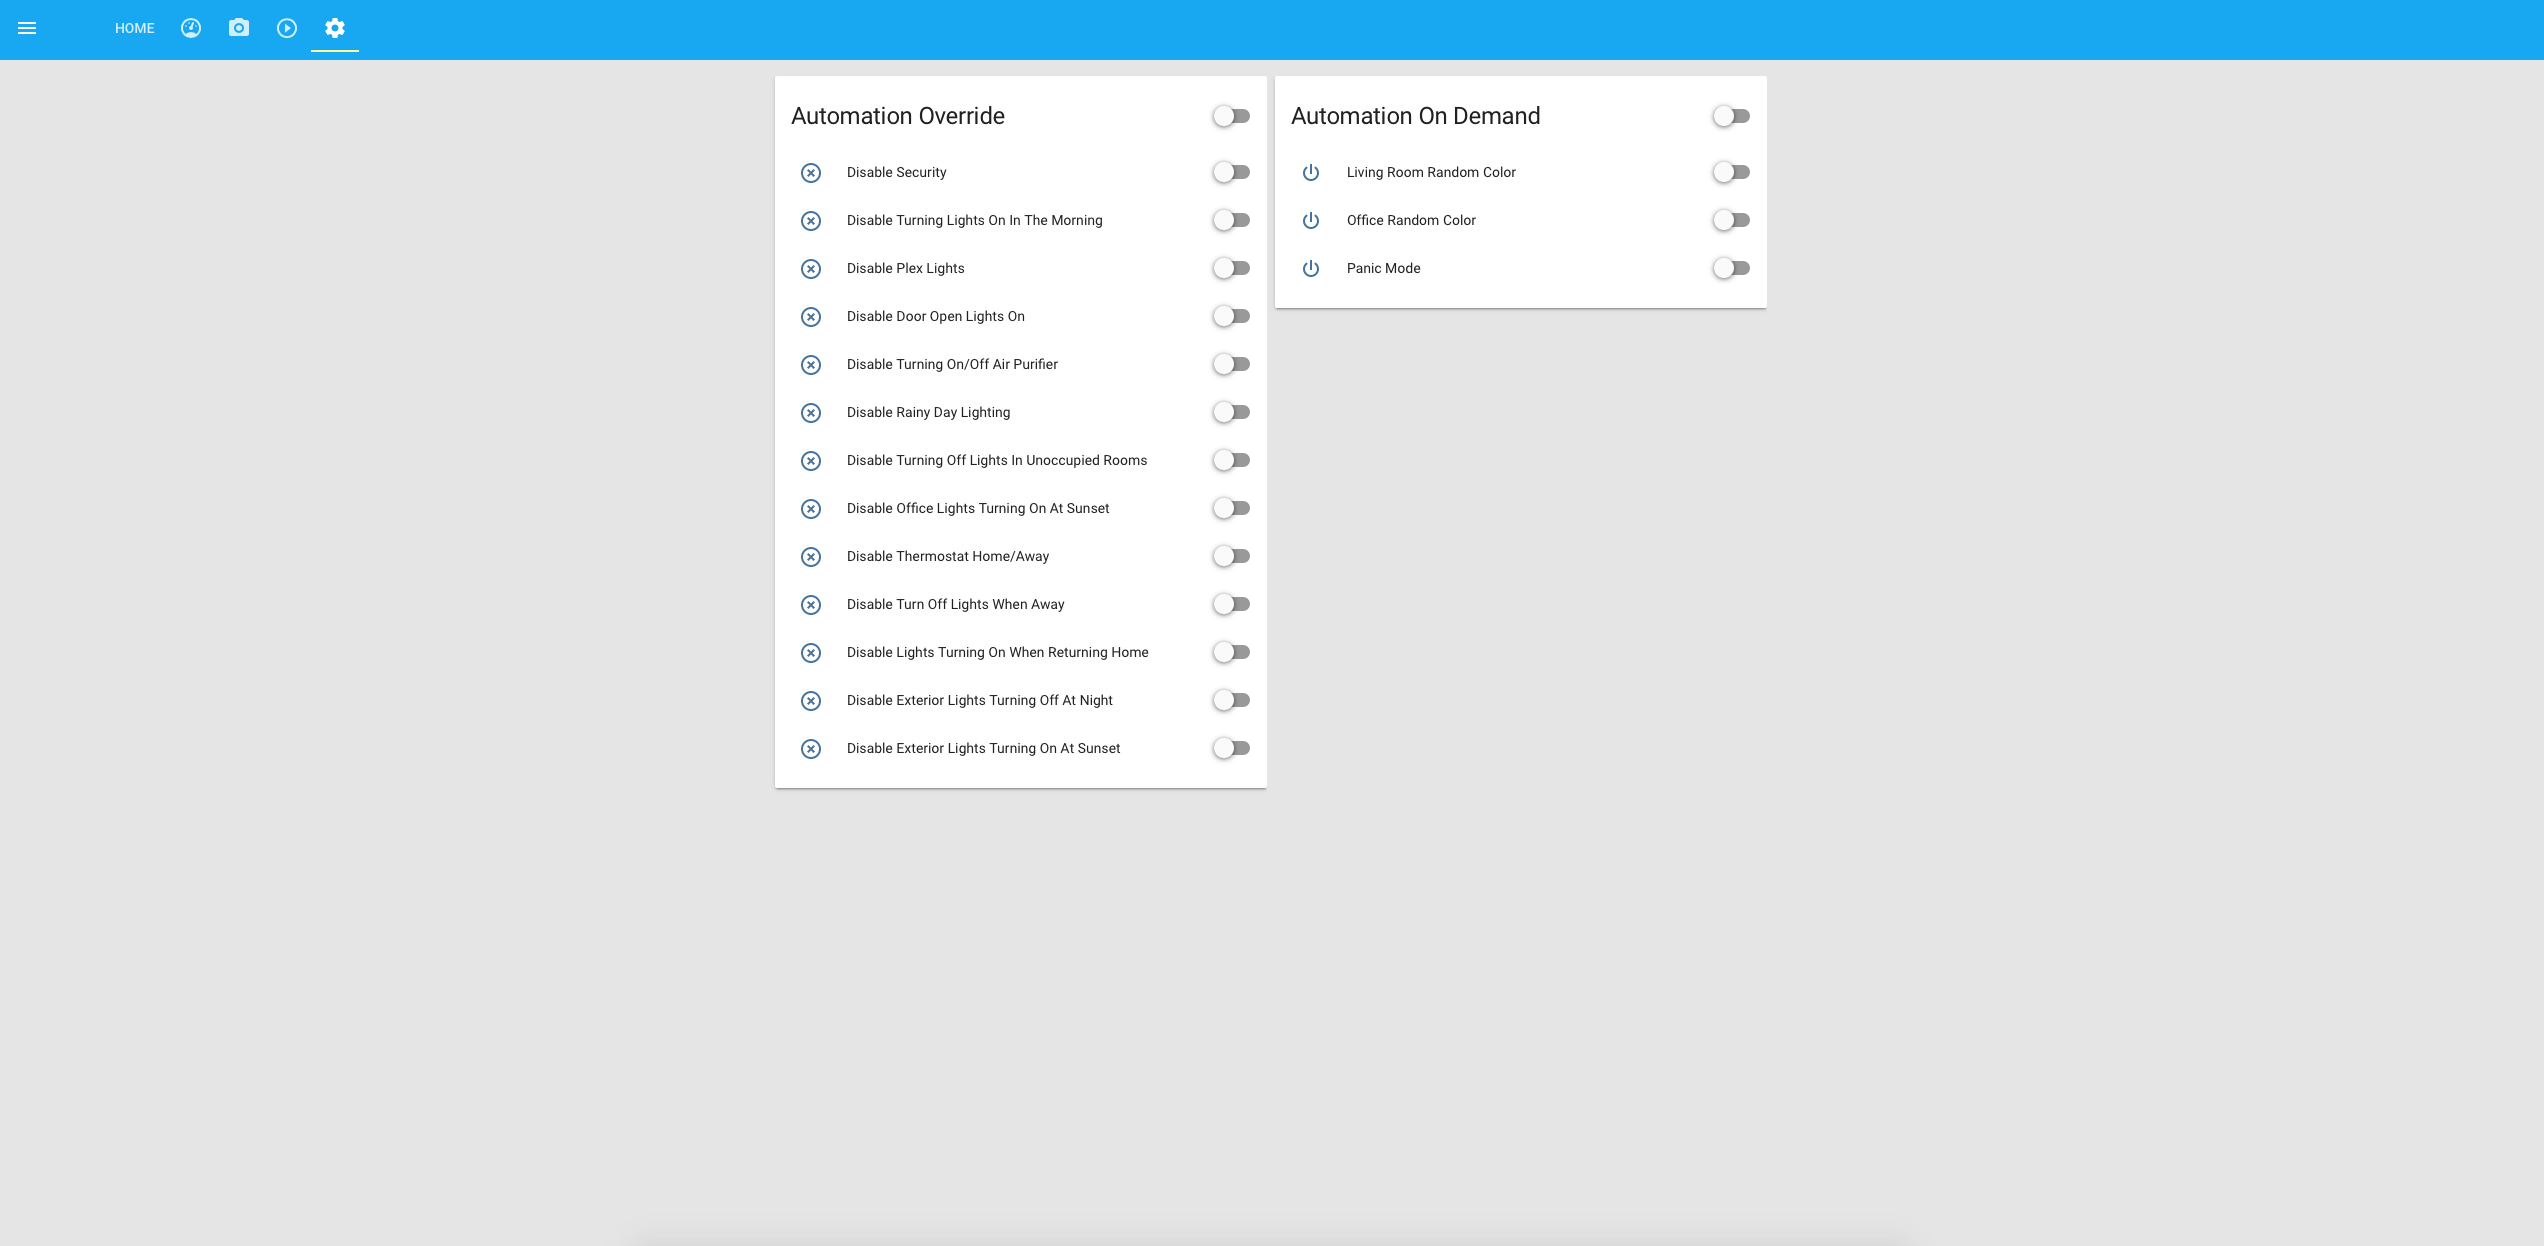 HOME
Automation Override
Disable Security
Disable Turning Lights On In The Morning
Disable Plex Lights
Disable Door Open Lights On
Disable Turning On/Off Air Purifier
Disable Rainy Day Lighting
Disable Turning Off Lights In Unoccupied Rooms
Disable Office Lights Turning On At Sunset
Disable Thermostat Home/Away
Disable Turn Off Lights When Away
Disable Lights Turning On When Returning Home
Disable Exterior Lights Turning Off At Night
Disable Exterior Lights Turning On At Sunset
Automation On Demand
Living Room Random Color
Office Random Color
Panic Mode